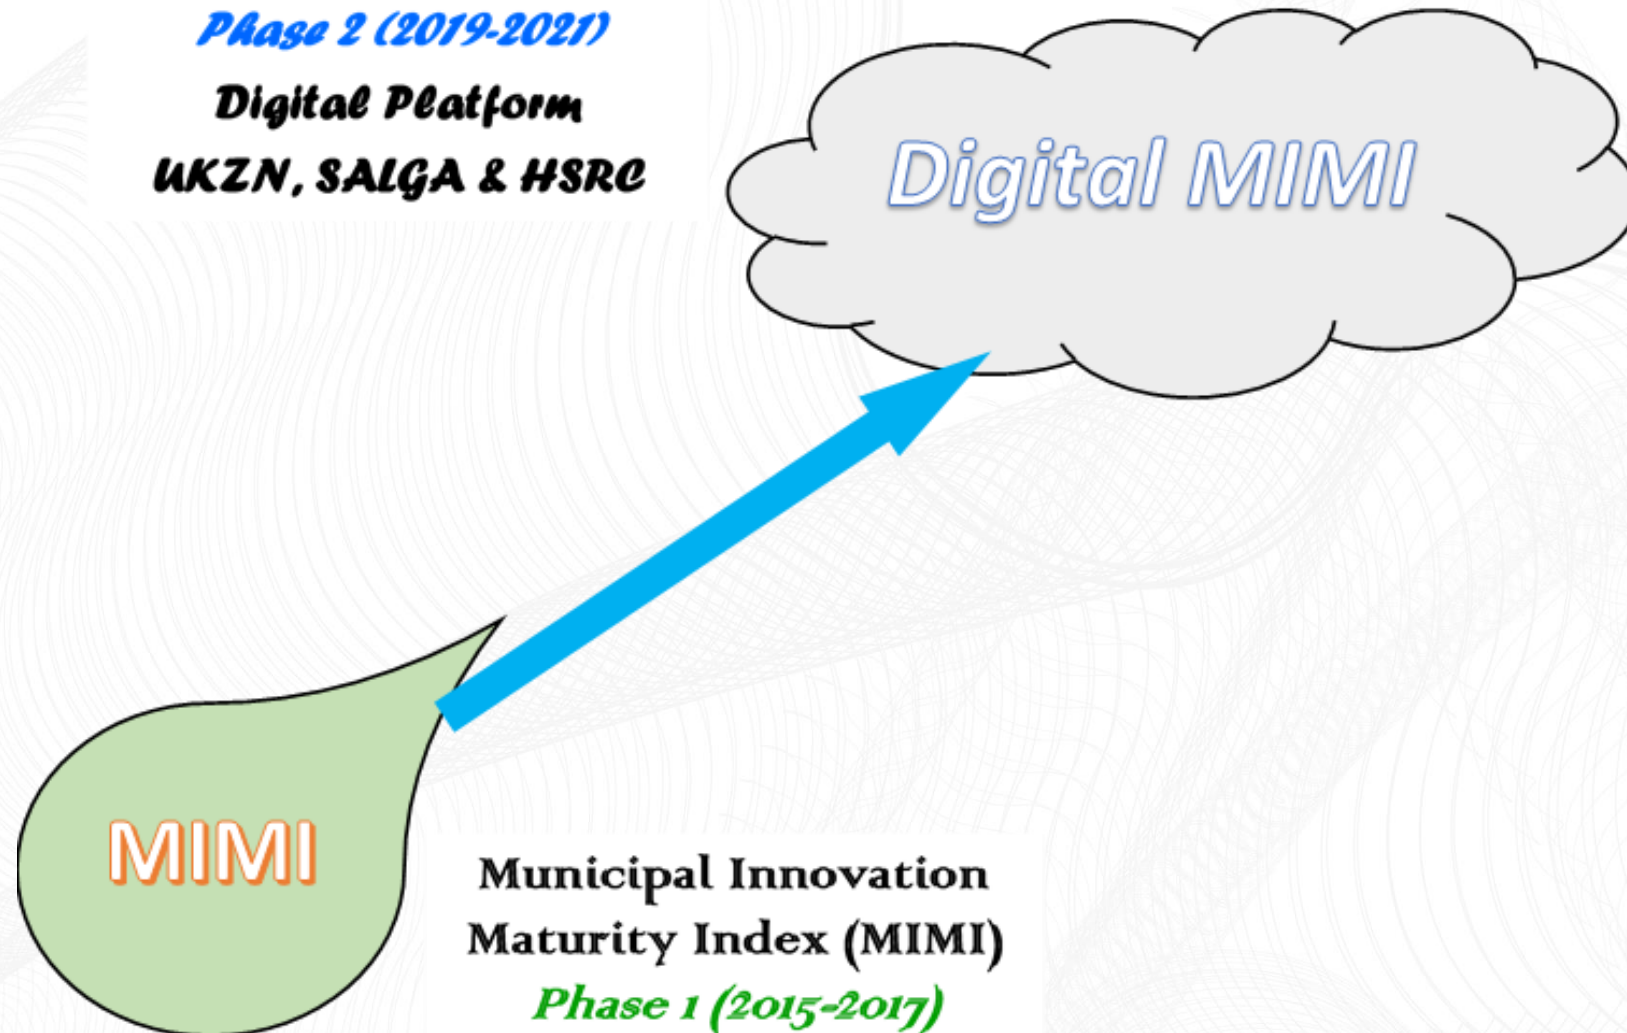 Phase 2 (2019-2021)
Digital Platform
UKZN, SALGA & HSRC
Digital MIMI
MIMI
Municipal Innovation
Maturity Index (MIMI)
Phase 1 (2015-2017)